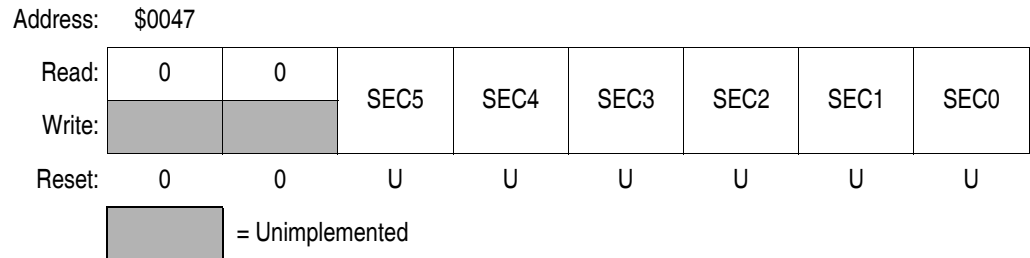 Address: $0047
Read: 0 0 SEC5 SEC4 SEC3 SEC2 SEC1 SEC0
Write:
Reset: 0 0 U U U U U U
= Unimplemented